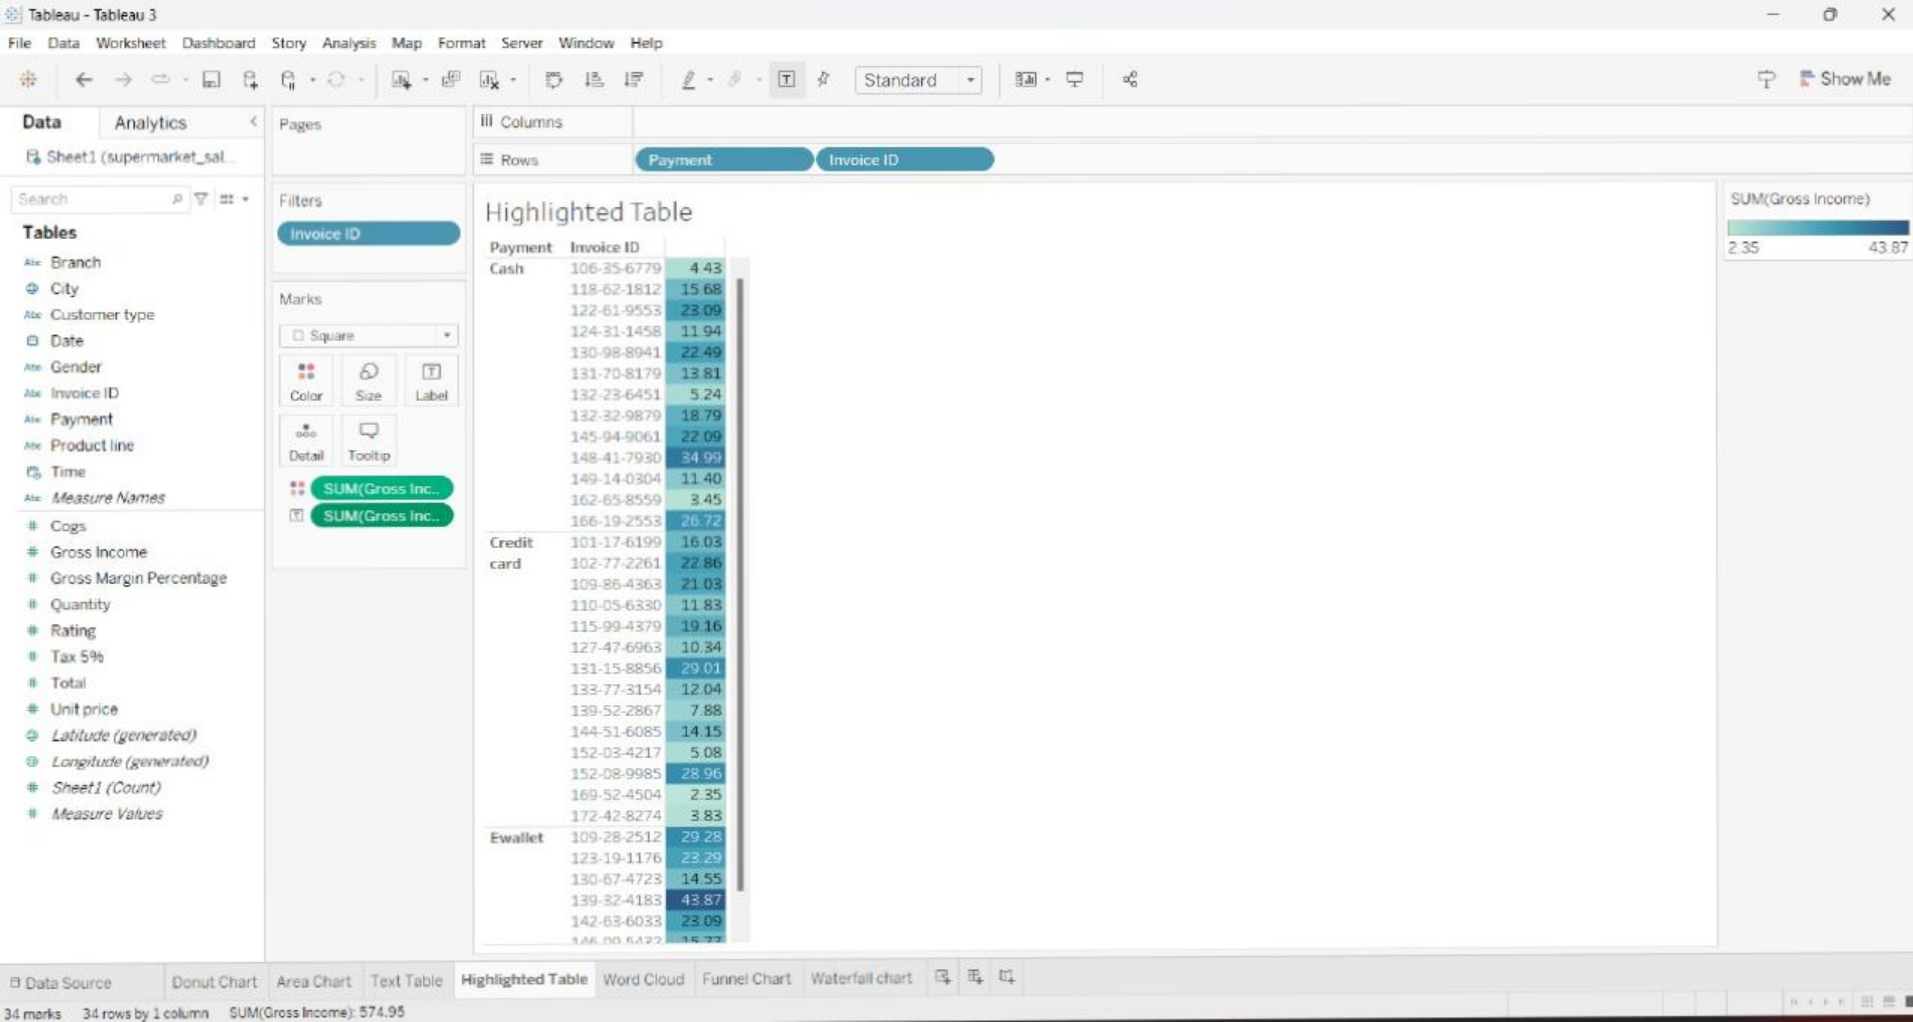 Tableau - Tableau 3
File Data Worksheet Dashboard Story Analysis Map Format Server Window Help
Standard
Show Me
Data Analytics
Sheet1 (supermarket_sal...
Search
Tables
Abc Branch
City
Abc Customer type
Date
Abc Gender
Abc Invoice ID
Abc Payment
Abc Product line
Time
Abc Measure Names
# Cogs
# Gross Income
# Gross Margin Percentage
# Quantity
# Rating
# Tax 5%
# Total
# Unit price
Latitude (generated)
Longitude (generated)
# Sheet1 (Count)
# Measure Values
Pages
Filters
Invoice ID
Marks
Square
Color Size Label
Detail Tooltip
SUM(Gross Inc..
SUM(Gross Inc..
Columns
Rows Payment Invoice ID
Highlighted Table
Payment Invoice ID
Cash 106-35-6779 4.43
118-62-1812 15.68
122-61-9553 23.09
124-31-1458 11.94
130-98-8941 22.49
131-70-8179 13.81
132-23-6451 5.24
132-32-9879 18.79
145-94-9061 22.09
148-41-7930 34.99
149-14-0304 11.40
162-65-8559 3.45
166-19-2553 26.72
Credit 101-17-6199 16.03
card 102-77-2261 22.86
109-86-4363 21.03
110-05-6330 11.83
115-99-4379 19.16
127-47-6963 10.34
131-15-8856 29.01
133-77-3154 12.04
139-52-2867 7.88
144-51-6085 14.15
152-03-4217 5.08
152-08-9985 28.96
169-52-4504 2.35
172-42-8274 3.83
Ewallet 109-28-2512 29.28
123-19-1176 23.29
130-67-4723 14.55
139-32-4183 43.87
142-63-6033 23.09
146-09-5432 15.77
SUM(Gross Income)
2.35 43.87
Data Source Donut Chart Area Chart Text Table Highlighted Table Word Cloud Funnel Chart Waterfall chart
34 marks 34 rows by 1 column SUM(Gross Income): 574.95